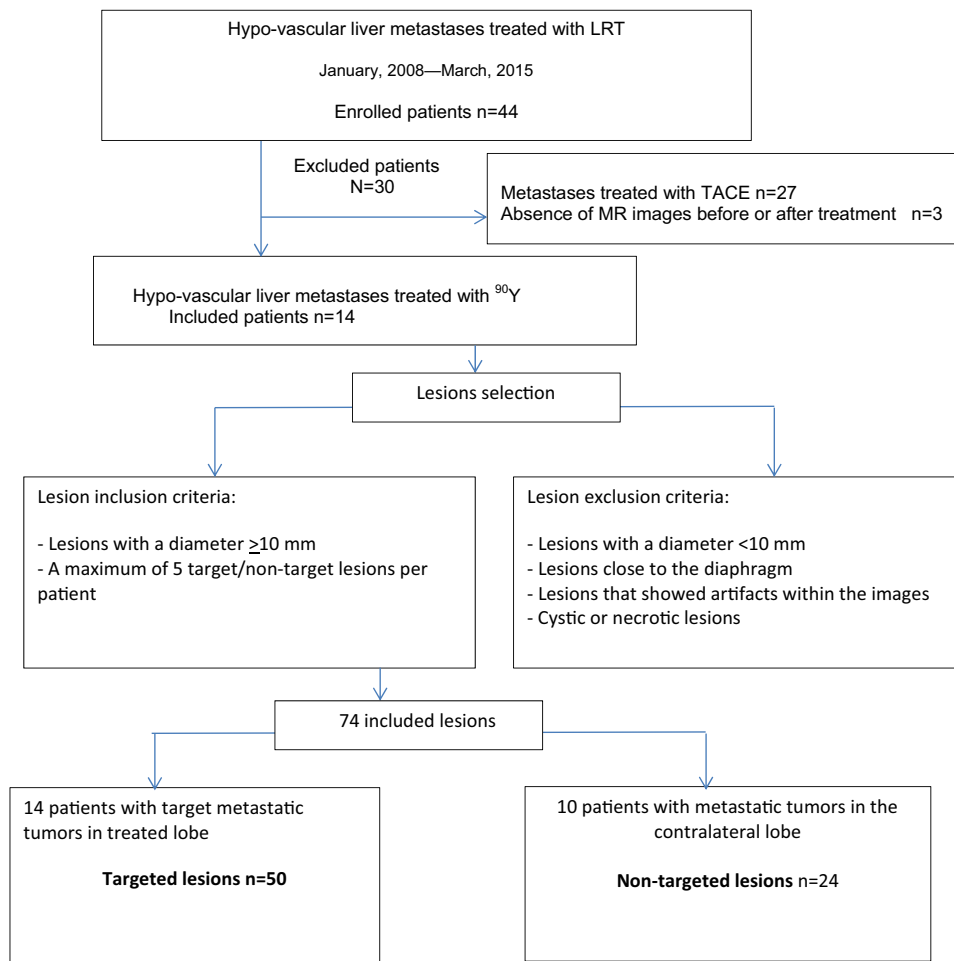 Hypo-vascular liver metastases treated with LRT
January, 2008—March, 2015
Enrolled patients n=44
Excluded patients
N=30
Metastases treated with TACE n=27
Absence of MR images before or after treatment n=3
Hypo-vascular liver metastases treated with ⁹⁰Y
Included patients n=14
Lesions selection
Lesion inclusion criteria:
- Lesions with a diameter ≥10 mm
- A maximum of 5 target/non-target lesions per
patient
Lesion exclusion criteria:
- Lesions with a diameter <10 mm
- Lesions close to the diaphragm
- Lesions that showed artifacts within the images
- Cystic or necrotic lesions
74 included lesions
14 patients with target metastatic
tumors in treated lobe
Targeted lesions n=50
10 patients with metastatic tumors in the
contralateral lobe
Non-targeted lesions n=24